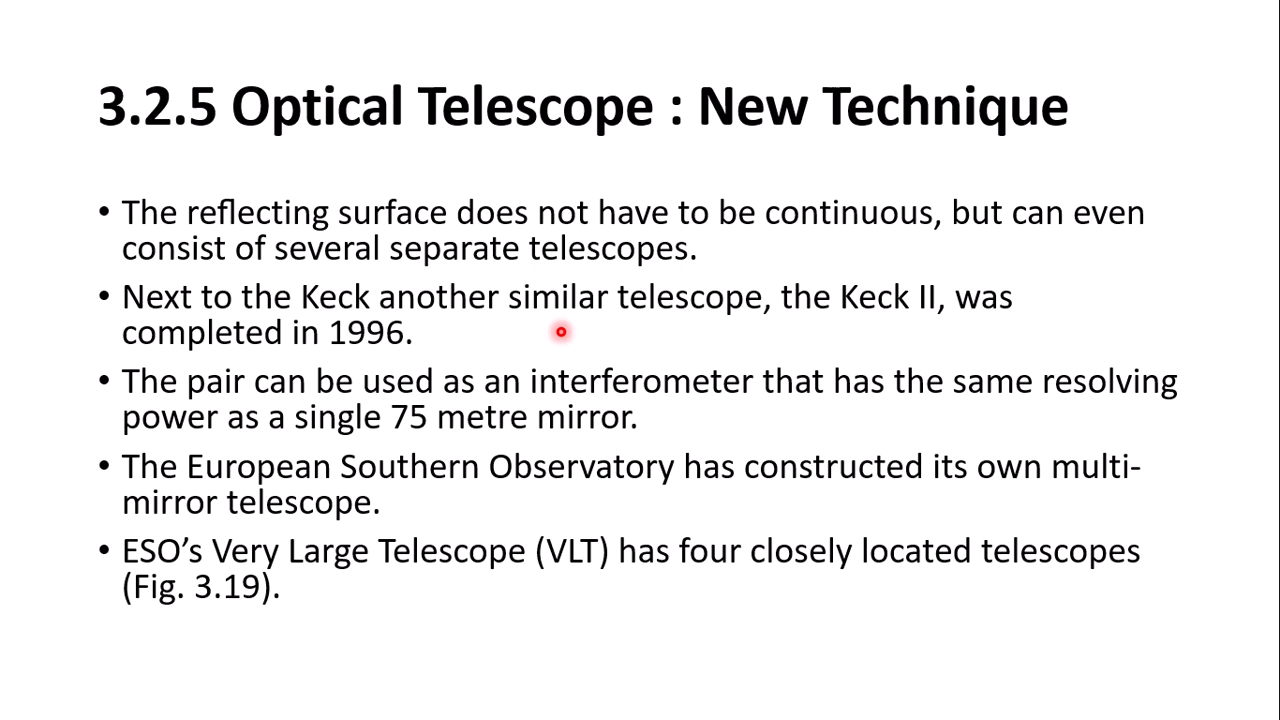 3.2.5 Optical Telescope : New Technique
• The reflecting surface does not have to be continuous, but can even
consist of several separate telescopes.
• Next to the Keck another similar telescope, the Keck II, was
completed in 1996.
• The pair can be used as an interferometer that has the same resolving
power as a single 75 metre mirror.
• The European Southern Observatory has constructed its own multi-
mirror telescope.
• ESO’s Very Large Telescope (VLT) has four closely located telescopes
(Fig. 3.19).